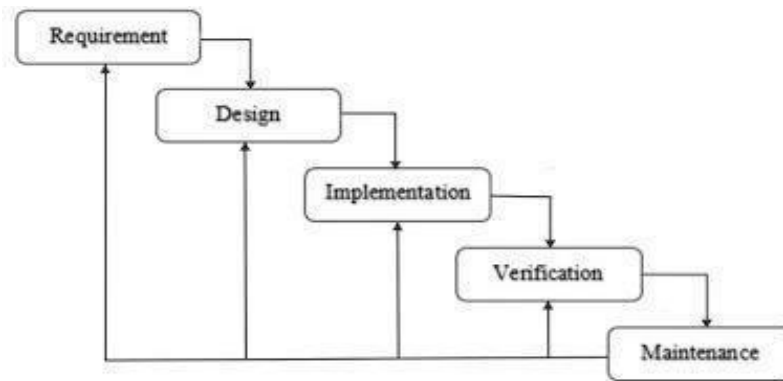 Requirement
Design
Implementation
Verification
Maintenance